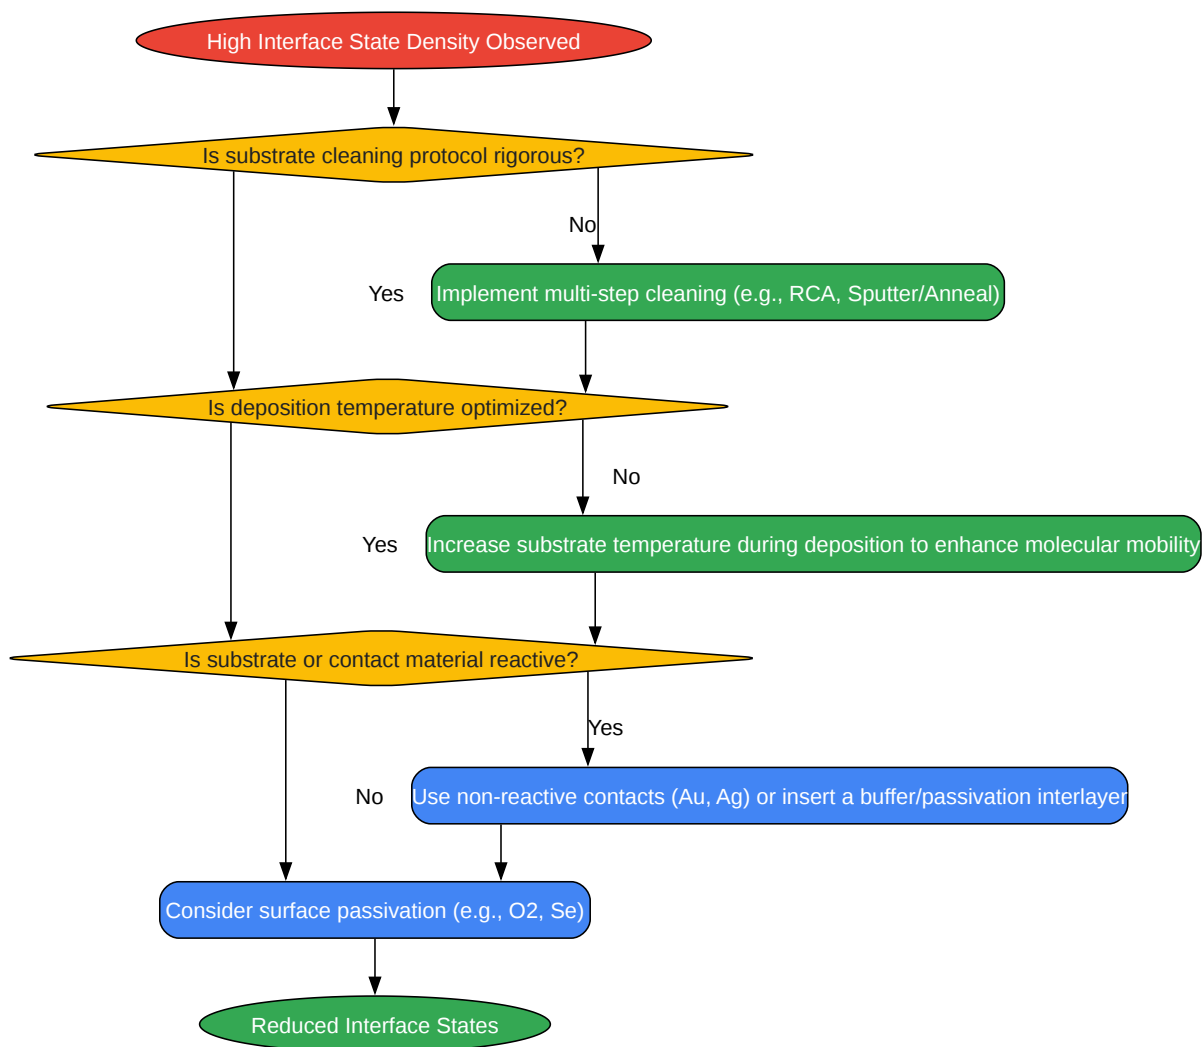 High Interface State Density Observed
Is substrate cleaning protocol rigorous?
No
Yes
Implement multi-step cleaning (e.g., RCA, Sputter/Anneal)
Is deposition temperature optimized?
No
Yes
Increase substrate temperature during deposition to enhance molecular mobility
Is substrate or contact material reactive?
Yes
No
Use non-reactive contacts (Au, Ag) or insert a buffer/passivation interlayer
Consider surface passivation (e.g., O2, Se)
Reduced Interface States